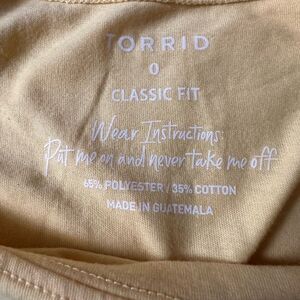 TORRID
0
CLASSIC FIT
Wear Instructions:
Put me on and never take me off
65% POLYESTER / 35% COTTON
MADE IN GUATEMALA